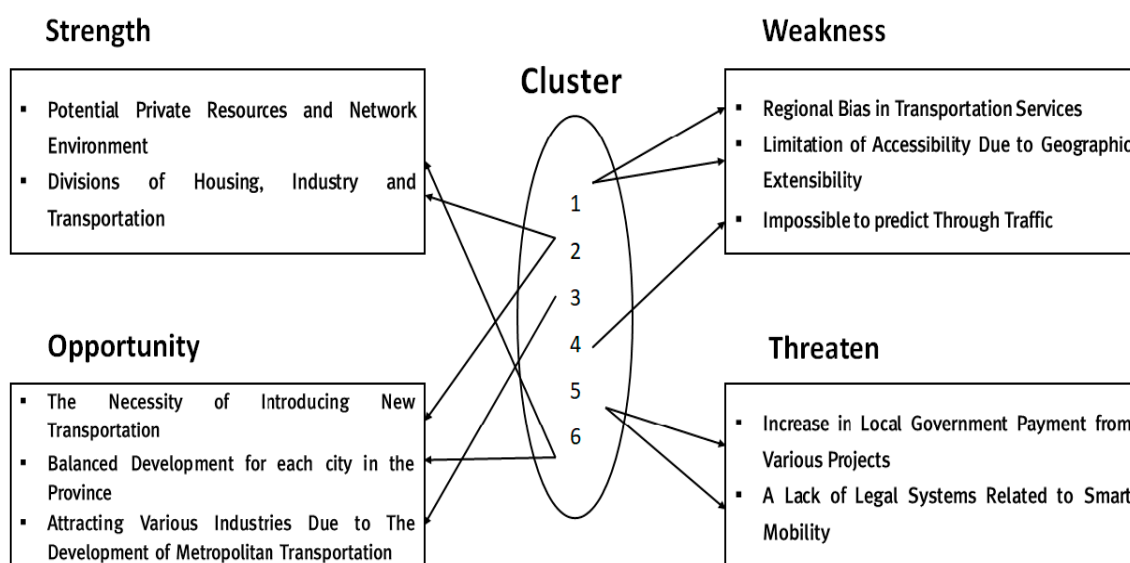 Strength
▪ Potential Private Resources and Network
Environment
▪ Divisions of Housing, Industry and
Transportation
Cluster
1
2
3
4
5
6
Weakness
▪ Regional Bias in Transportation Services
▪ Limitation of Accessibility Due to Geographic
Extensibility
▪ Impossible to predict Through Traffic
Opportunity
▪ The Necessity of Introducing New
Transportation
▪ Balanced Development for each city in the
Province
▪ Attracting Various Industries Due to The
Development of Metropolitan Transportation
Threaten
▪ Increase in Local Government Payment from
Various Projects
▪ A Lack of Legal Systems Related to Smart
Mobility